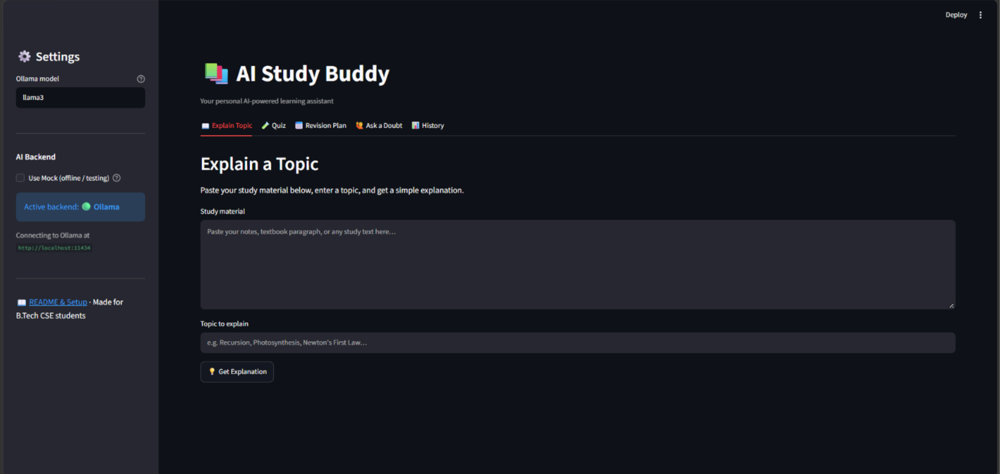 Deploy
Settings
Ollama model
llama3
AI Backend
Use Mock (offline / testing)
Active backend: Ollama
Connecting to Ollama at
http://localhost:11434
README & Setup · Made for
B.Tech CSE students
AI Study Buddy
Your personal AI-powered learning assistant
Explain Topic Quiz Revision Plan Ask a Doubt History
Explain a Topic
Paste your study material below, enter a topic, and get a simple explanation.
Study material
Paste your notes, textbook paragraph, or any study text here...
Topic to explain
e.g. Recursion, Photosynthesis, Newton's First Law...
Get Explanation